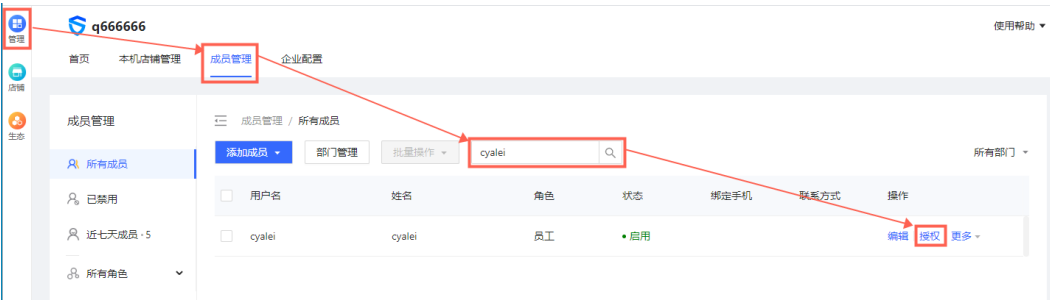 管理
店铺
生态
q666666
使用帮助
首页 本机店铺管理 成员管理 企业配置
成员管理
所有成员
已禁用
近七天成员 - 5
所有角色
成员管理 / 所有成员
添加成员 部门管理 批量操作 cyalei 所有部门
用户名 姓名 角色 状态 绑定手机 联系方式 操作
cyalei cyalei 员工 启用 编辑 授权 更多